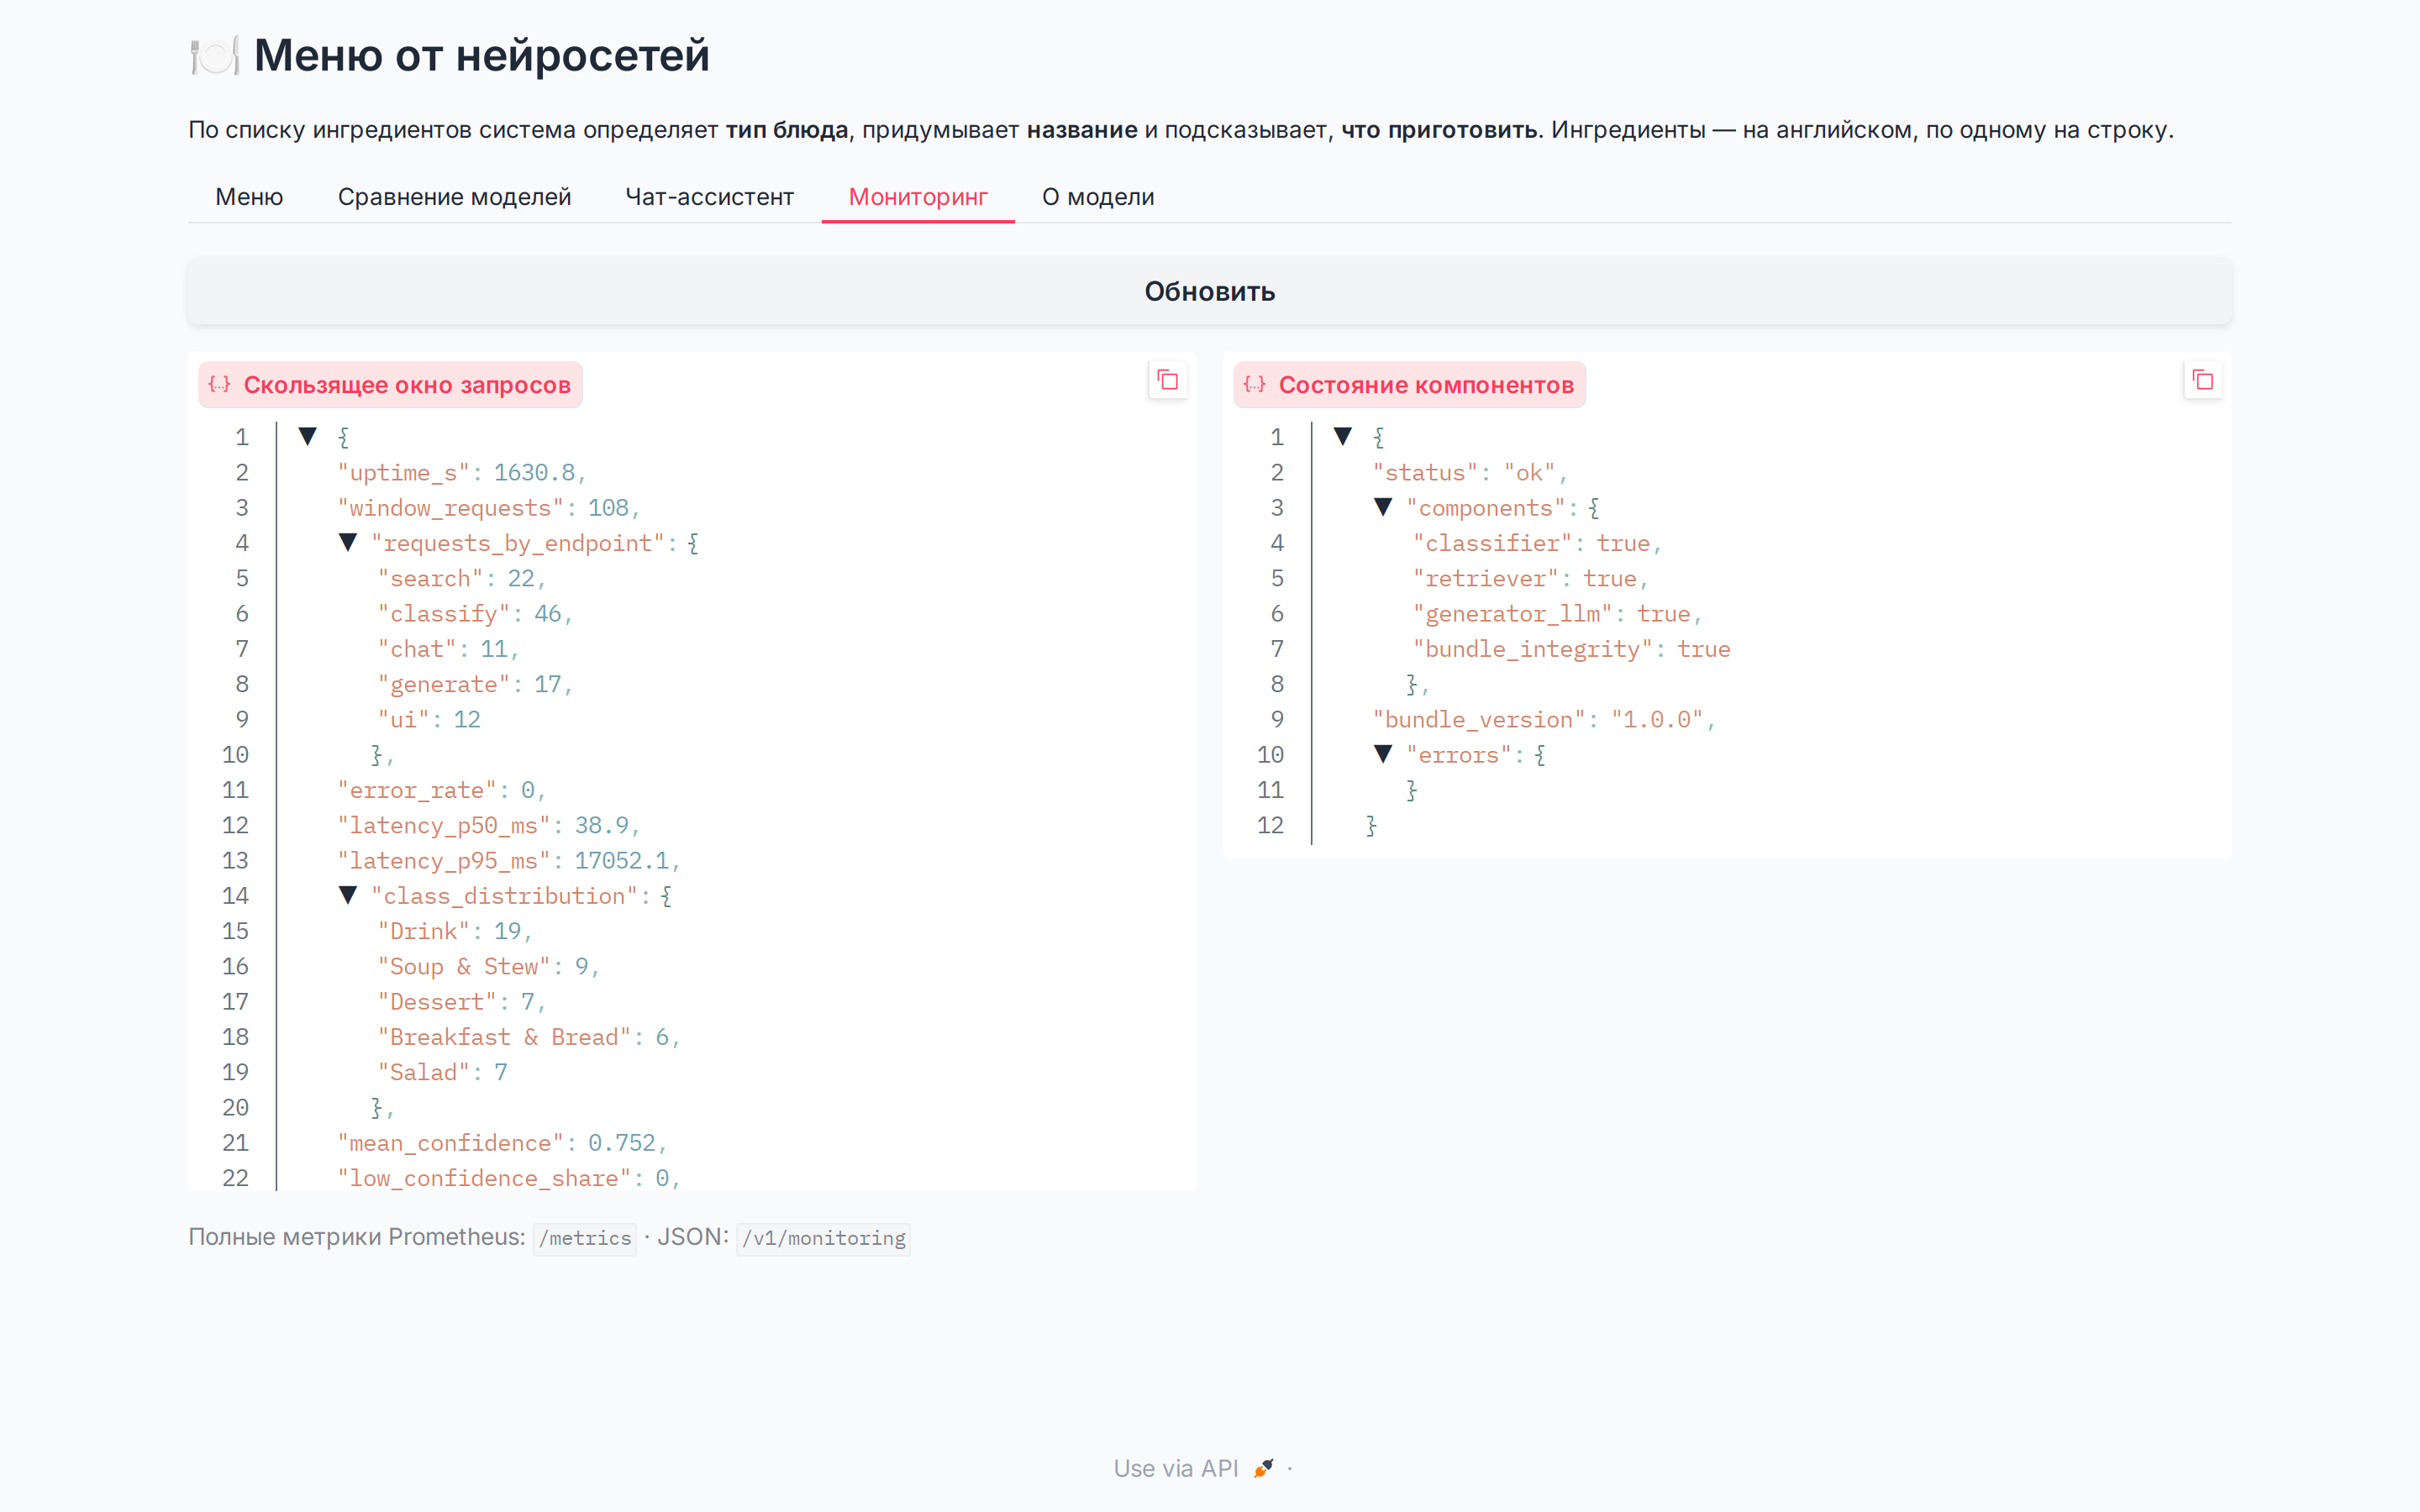 🍽️ Меню от нейросетей
По списку ингредиентов система определяет тип блюда, придумывает название и подсказывает, что приготовить. Ингредиенты — на английском, по одному на строку.
Меню Сравнение моделей Чат-ассистент Мониторинг О модели
Обновить
{...} Скользящее окно запросов
1 ▼ {
2 "uptime_s": 1630.8,
3 "window_requests": 108,
4 ▼ "requests_by_endpoint": {
5 "search": 22,
6 "classify": 46,
7 "chat": 11,
8 "generate": 17,
9 "ui": 12
10 },
11 "error_rate": 0,
12 "latency_p50_ms": 38.9,
13 "latency_p95_ms": 17052.1,
14 ▼ "class_distribution": {
15 "Drink": 19,
16 "Soup & Stew": 9,
17 "Dessert": 7,
18 "Breakfast & Bread": 6,
19 "Salad": 7
20 },
21 "mean_confidence": 0.752,
22 "low_confidence_share": 0,
{...} Состояние компонентов
1 ▼ {
2 "status": "ok",
3 ▼ "components": {
4 "classifier": true,
5 "retriever": true,
6 "generator_llm": true,
7 "bundle_integrity": true
8 },
9 "bundle_version": "1.0.0",
10 ▼ "errors": {
11 }
12 }
Полные метрики Prometheus: /metrics · JSON: /v1/monitoring
Use via API 🚀 ·